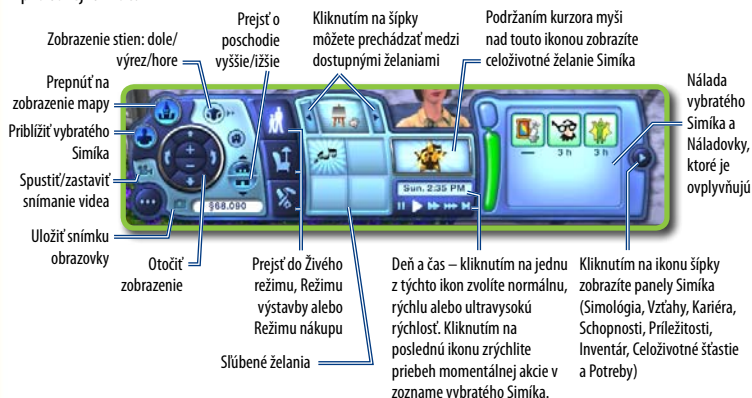 Zobrazenie stien: dole/
výrez/hore
Prejsť o
poschodie
vyššie/ižšie
Kliknutím na šípky
môžete prechádzať medzi
dostupnými želaniami
Podržaním kurzora myši
nad touto ikonou zobrazíte
celoživotné želanie Simíka
Prepnúť na
zobrazenie mapy
Priblížiť vybratého
Simíka
Spustiť/zastaviť
snímanie videa
Uložiť snímku
obrazovky
Otočiť
zobrazenie
Nálada
vybratého
Simíka a
Náladovky,
ktoré je
ovplyvňujú
3 h
3 h
Sun. 2:35 PM
§68.090
Prejsť do Živého
režimu, Režimu
výstavby alebo
Režimu nákupu
Sľúbené želania
Deň a čas – kliknutím na jednu
z týchto ikon zvolíte normálnu,
rýchlu alebo ultravysokú
rýchlosť. Kliknutím na
poslednú ikonu zrýchlite
priebeh momentálnej akcie v
zozname vybratého Simíka.
Kliknutím na ikonu šípky
zobrazíte panely Simíka
(Simológia, Vzťahy, Kariéra,
Schopnosti, Príležitosti,
Inventár, Celoživotné šťastie
a Potreby)